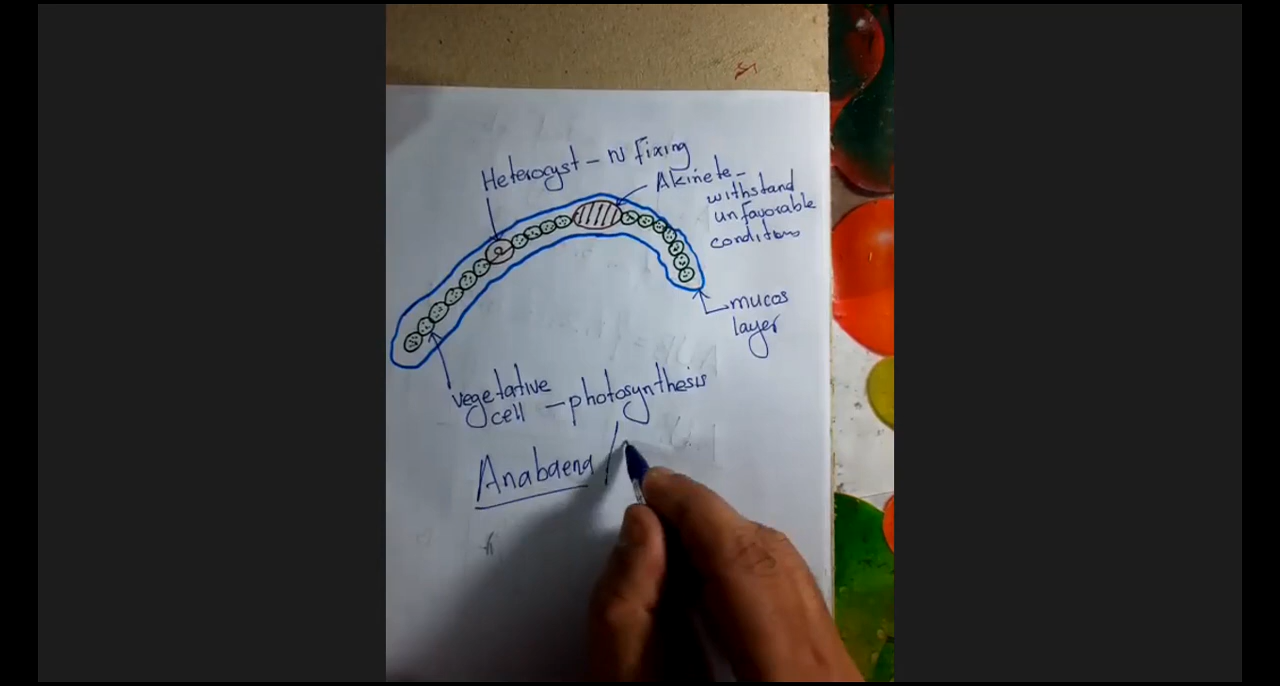 Heterocyst - N fixing
Akinete -
withstand
unfavorable
conditions
mucos
layer
vegetative
cell - photosynthesis
Anabaena /